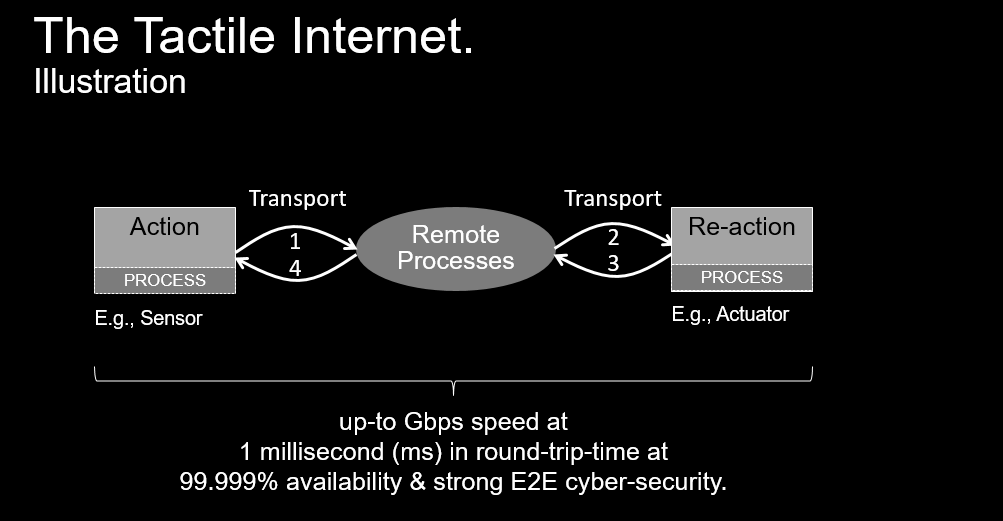 The Tactile Internet.
Illustration
Transport
Transport
Action
1
Remote
2
Re-action
4
Processes
3
PROCESS
PROCESS
E.g., Sensor
E.g., Actuator
up-to Gbps speed at
1 millisecond (ms) in round-trip-time at
99.999% availability & strong E2E cyber-security.